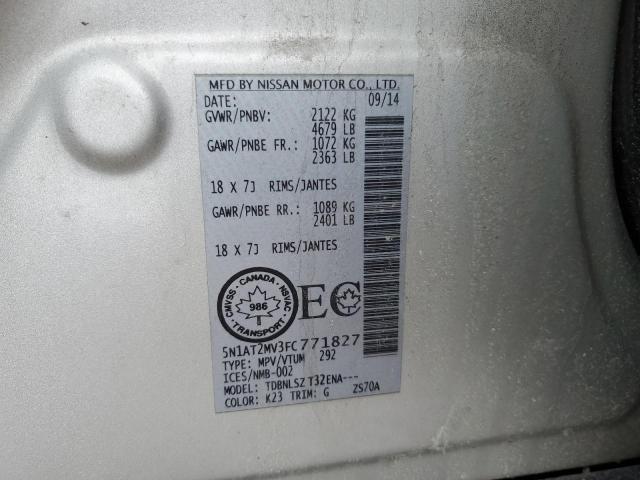 MFD BY NISSAN MOTOR CO., LTD.
DATE: 09/14
GVWR/PNBV: 2122 KG
4679 LB
GAWR/PNBE FR.: 1072 KG
2363 LB
18 X 7J RIMS/JANTES
GAWR/PNBE RR.: 1089 KG
2401 LB
18 X 7J RIMS/JANTES
CANADA
CMVSS - NSVAC
986
TRANSPORT
EC
5N1AT2MV3FC771827
TYPE: MPV/VTUM 292
ICES/NMB-002
MODEL: TDBNLSZ T32ENA---
COLOR: K23 TRIM: G ZS70A